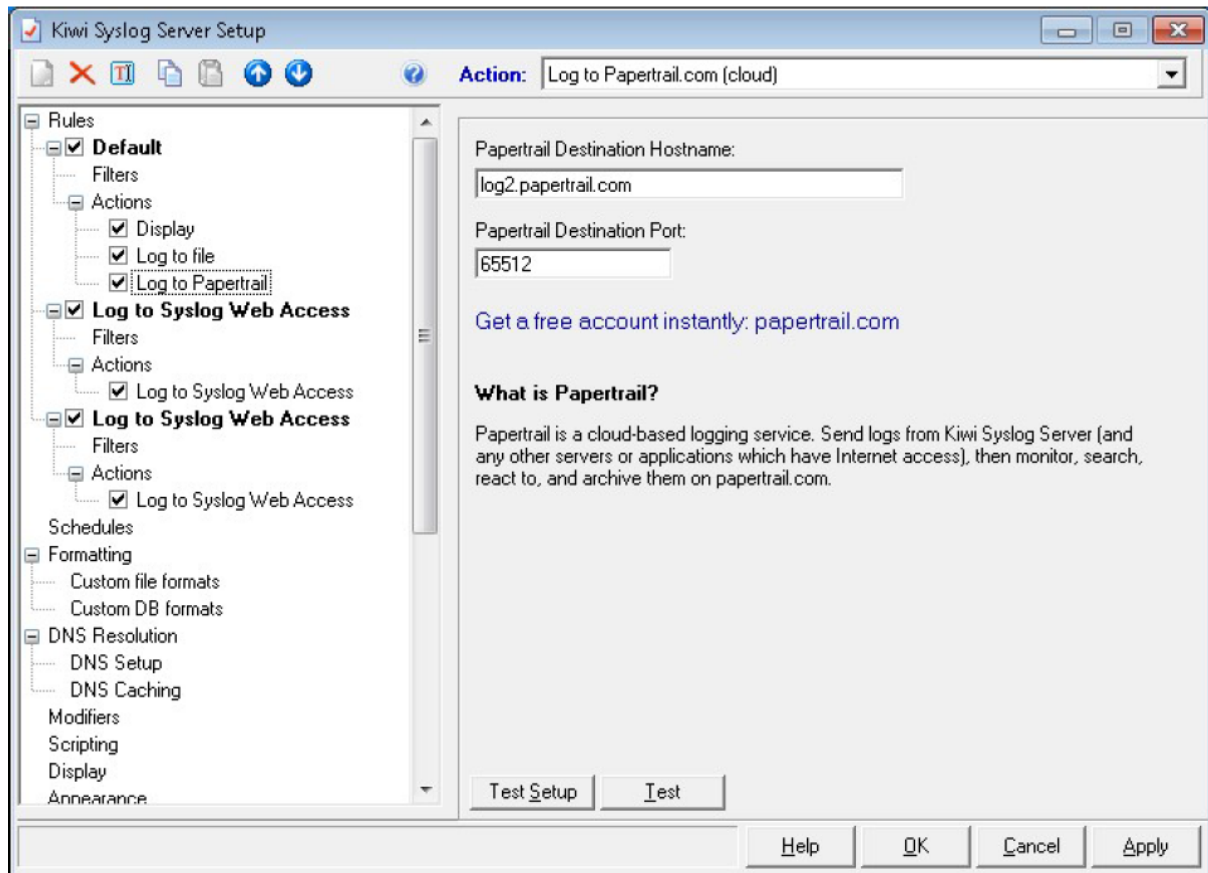 Kiwi Syslog Server Setup
Action: Log to Papertrail.com (cloud)
Rules
Default
Filters
Actions
Display
Log to file
Log to Papertrail
Log to Syslog Web Access
Filters
Actions
Log to Syslog Web Access
Log to Syslog Web Access
Filters
Actions
Log to Syslog Web Access
Schedules
Formatting
Custom file formats
Custom DB formats
DNS Resolution
DNS Setup
DNS Caching
Modifiers
Scripting
Display
Appearance
Papertrail Destination Hostname:
log2.papertrail.com
Papertrail Destination Port:
65512
Get a free account instantly: papertrail.com
What is Papertrail?
Papertrail is a cloud-based logging service. Send logs from Kiwi Syslog Server (and
any other servers or applications which have Internet access), then monitor, search,
react to, and archive them on papertrail.com.
Test Setup
Test
Help
OK
Cancel
Apply